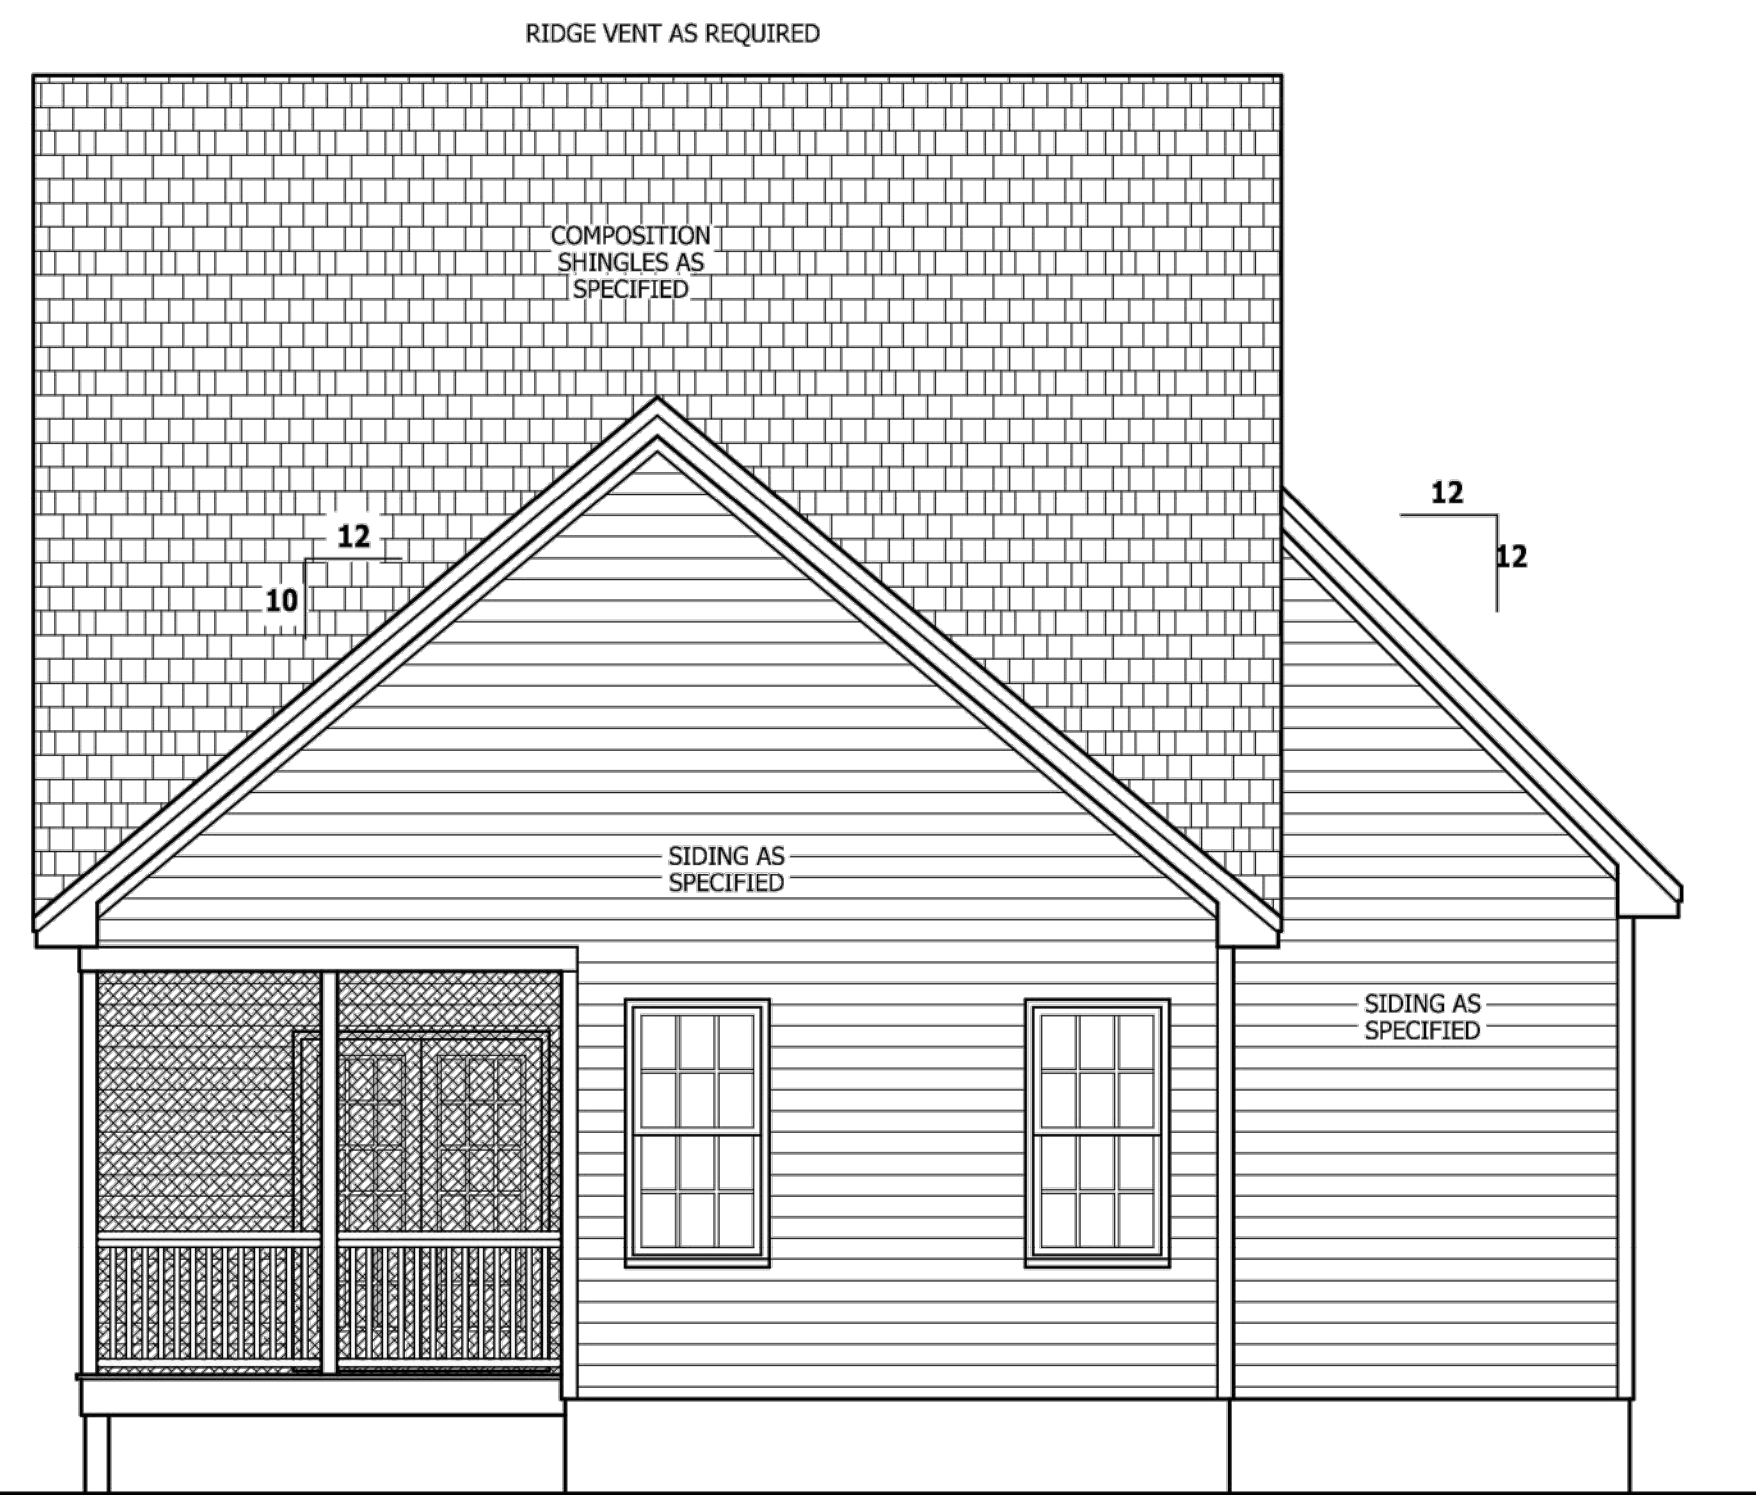 RIDGE VENT AS REQUIRED
COMPOSITION
SHINGLES AS
SPECIFIED
12
10
12
12
SIDING AS
SPECIFIED
SIDING AS
SPECIFIED